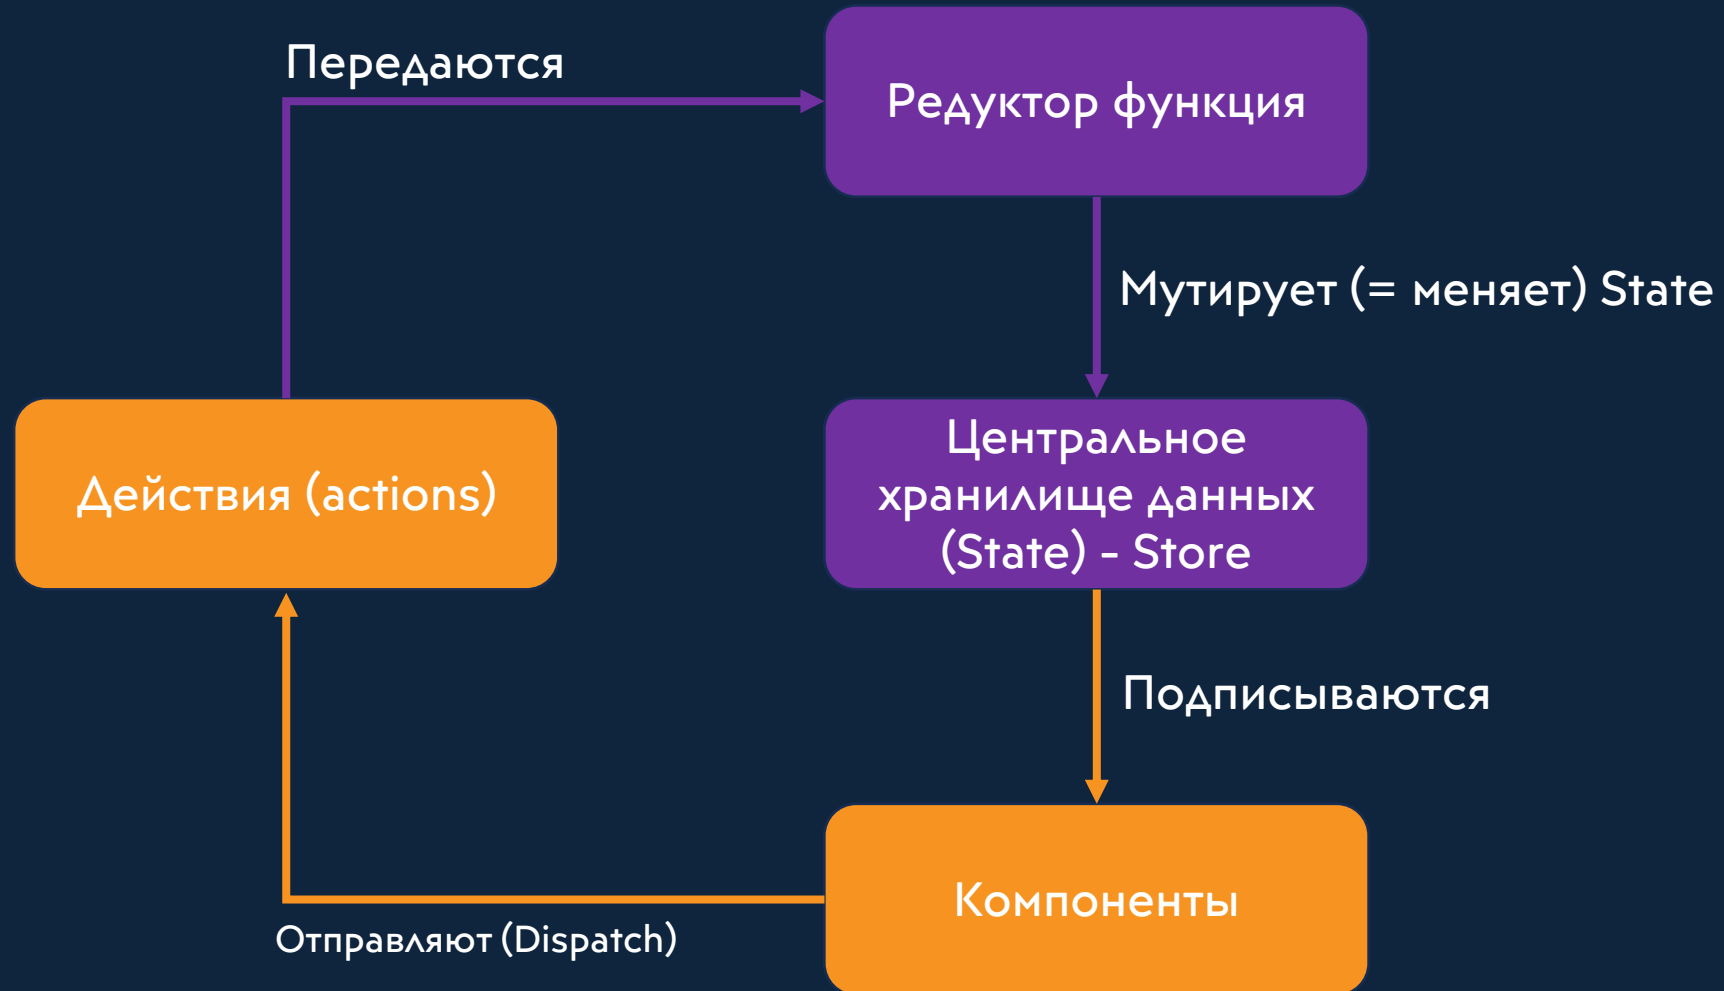 Передаются
Редуктор функция
Мутирует (= меняет) State
Действия (actions)
Центральное
хранилище данных
(State) - Store
Подписываются
Компоненты
Отправляют (Dispatch)